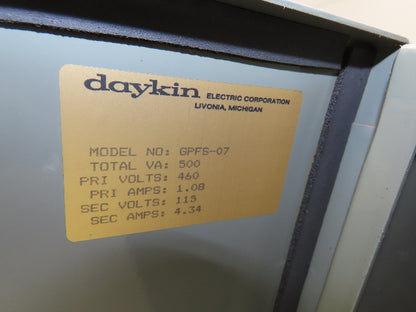 daykin ELECTRIC CORPORATION
LIVONIA, MICHIGAN
MODEL NO: GPFS-07
TOTAL VA: 500
PRI VOLTS: 460
PRI AMPS: 1.08
SEC VOLTS: 115
SEC AMPS: 4.34